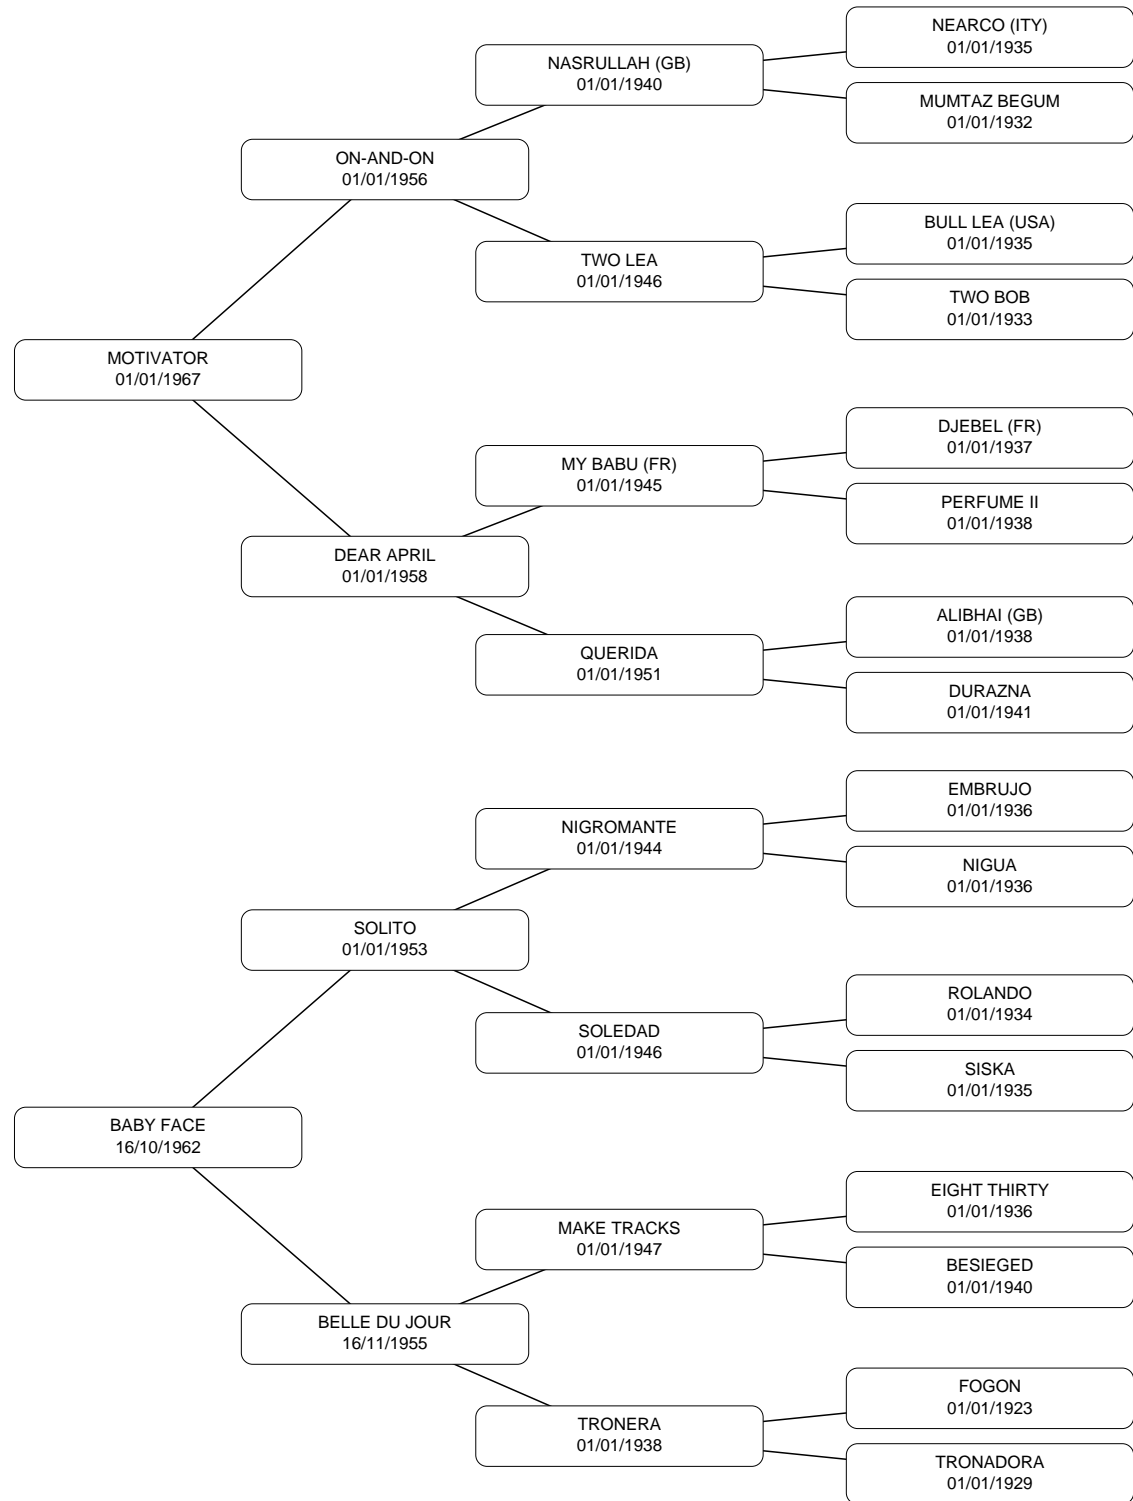 NEARCO (ITY)
01/01/1935
NASRULLAH (GB)
01/01/1940
MUMTAZ BEGUM
01/01/1932
ON-AND-ON
01/01/1956
BULL LEA (USA)
01/01/1935
TWO LEA
01/01/1946
TWO BOB
01/01/1933
MOTIVATOR
01/01/1967
DJEBEL (FR)
01/01/1937
MY BABU (FR)
01/01/1945
PERFUME II
01/01/1938
DEAR APRIL
01/01/1958
ALIBHAI (GB)
01/01/1938
QUERIDA
01/01/1951
DURAZNA
01/01/1941
EMBRUJO
01/01/1936
NIGROMANTE
01/01/1944
NIGUA
01/01/1936
SOLITO
01/01/1953
ROLANDO
01/01/1934
SOLEDAD
01/01/1946
SISKA
01/01/1935
BABY FACE
16/10/1962
EIGHT THIRTY
01/01/1936
MAKE TRACKS
01/01/1947
BESIEGED
01/01/1940
BELLE DU JOUR
16/11/1955
FOGON
01/01/1923
TRONERA
01/01/1938
TRONADORA
01/01/1929